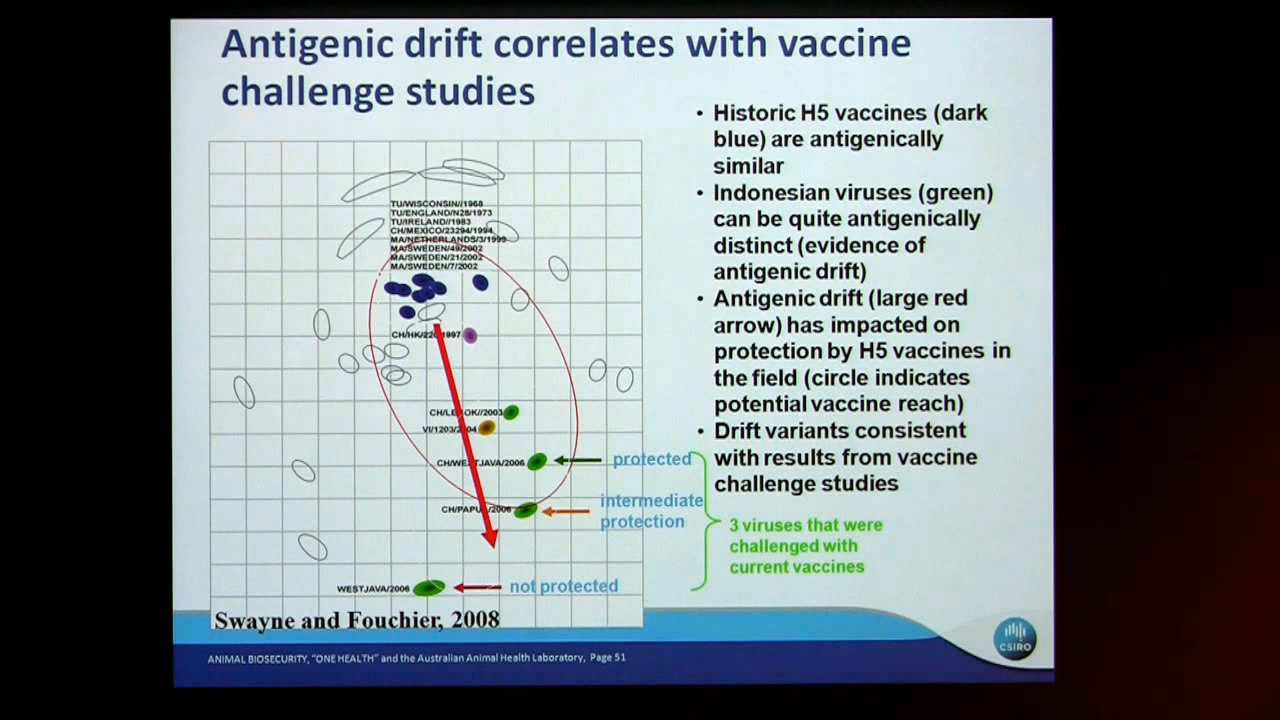 Antigenic drift correlates with vaccine
challenge studies
TU/WISCONSIN//1968
TU/ENGLAND/N28/1973
TU/IRELAND//1983
CH/MEXICO/23294/1994
MA/NETHERLANDS/3/1999
MA/SWEDEN/49/2002
MA/SWEDEN/21/2002
MA/SWEDEN/7/2002
CH/HK/220/1997
2003
VI/1203/2004
CH/WESTJAVA/2006
2006
WESTJAVA/2006
protected
intermediate
protection
not protected
Swayne and Fouchier, 2008
• Historic H5 vaccines (dark
blue) are antigenically
similar
• Indonesian viruses (green)
can be quite antigenically
distinct (evidence of
antigenic drift)
• Antigenic drift (large red
arrow) has impacted on
protection by H5 vaccines in
the field (circle indicates
potential vaccine reach)
• Drift variants consistent
with results from vaccine
challenge studies
3 viruses that were
challenged with
current vaccines
ANIMAL BIOSECURITY, "ONE HEALTH" and the Australian Animal Health Laboratory, Page 51
CSIRO